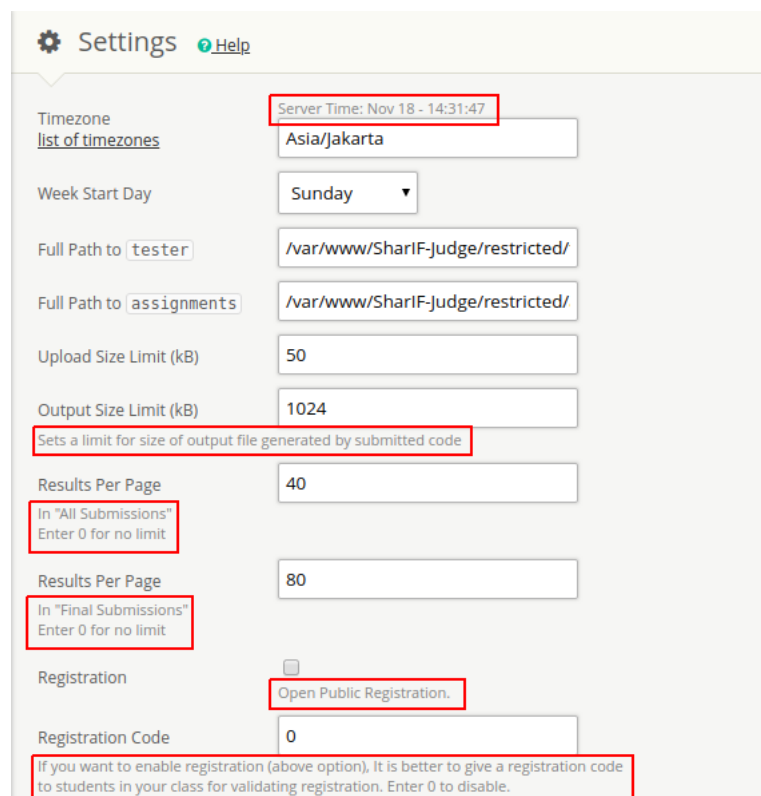 Settings Help
Server Time: Nov 18 - 14:31:47
Timezone
list of timezones
Asia/Jakarta
Week Start Day
Sunday
Full Path to tester
/var/www/SharIF-Judge/restricted/
Full Path to assignments
/var/www/SharIF-Judge/restricted/
Upload Size Limit (kB)
50
Output Size Limit (kB)
1024
Sets a limit for size of output file generated by submitted code
Results Per Page
40
In "All Submissions"
Enter 0 for no limit
Results Per Page
80
In "Final Submissions"
Enter 0 for no limit
Registration
Open Public Registration.
Registration Code
0
If you want to enable registration (above option), It is better to give a registration code
to students in your class for validating registration. Enter 0 to disable.